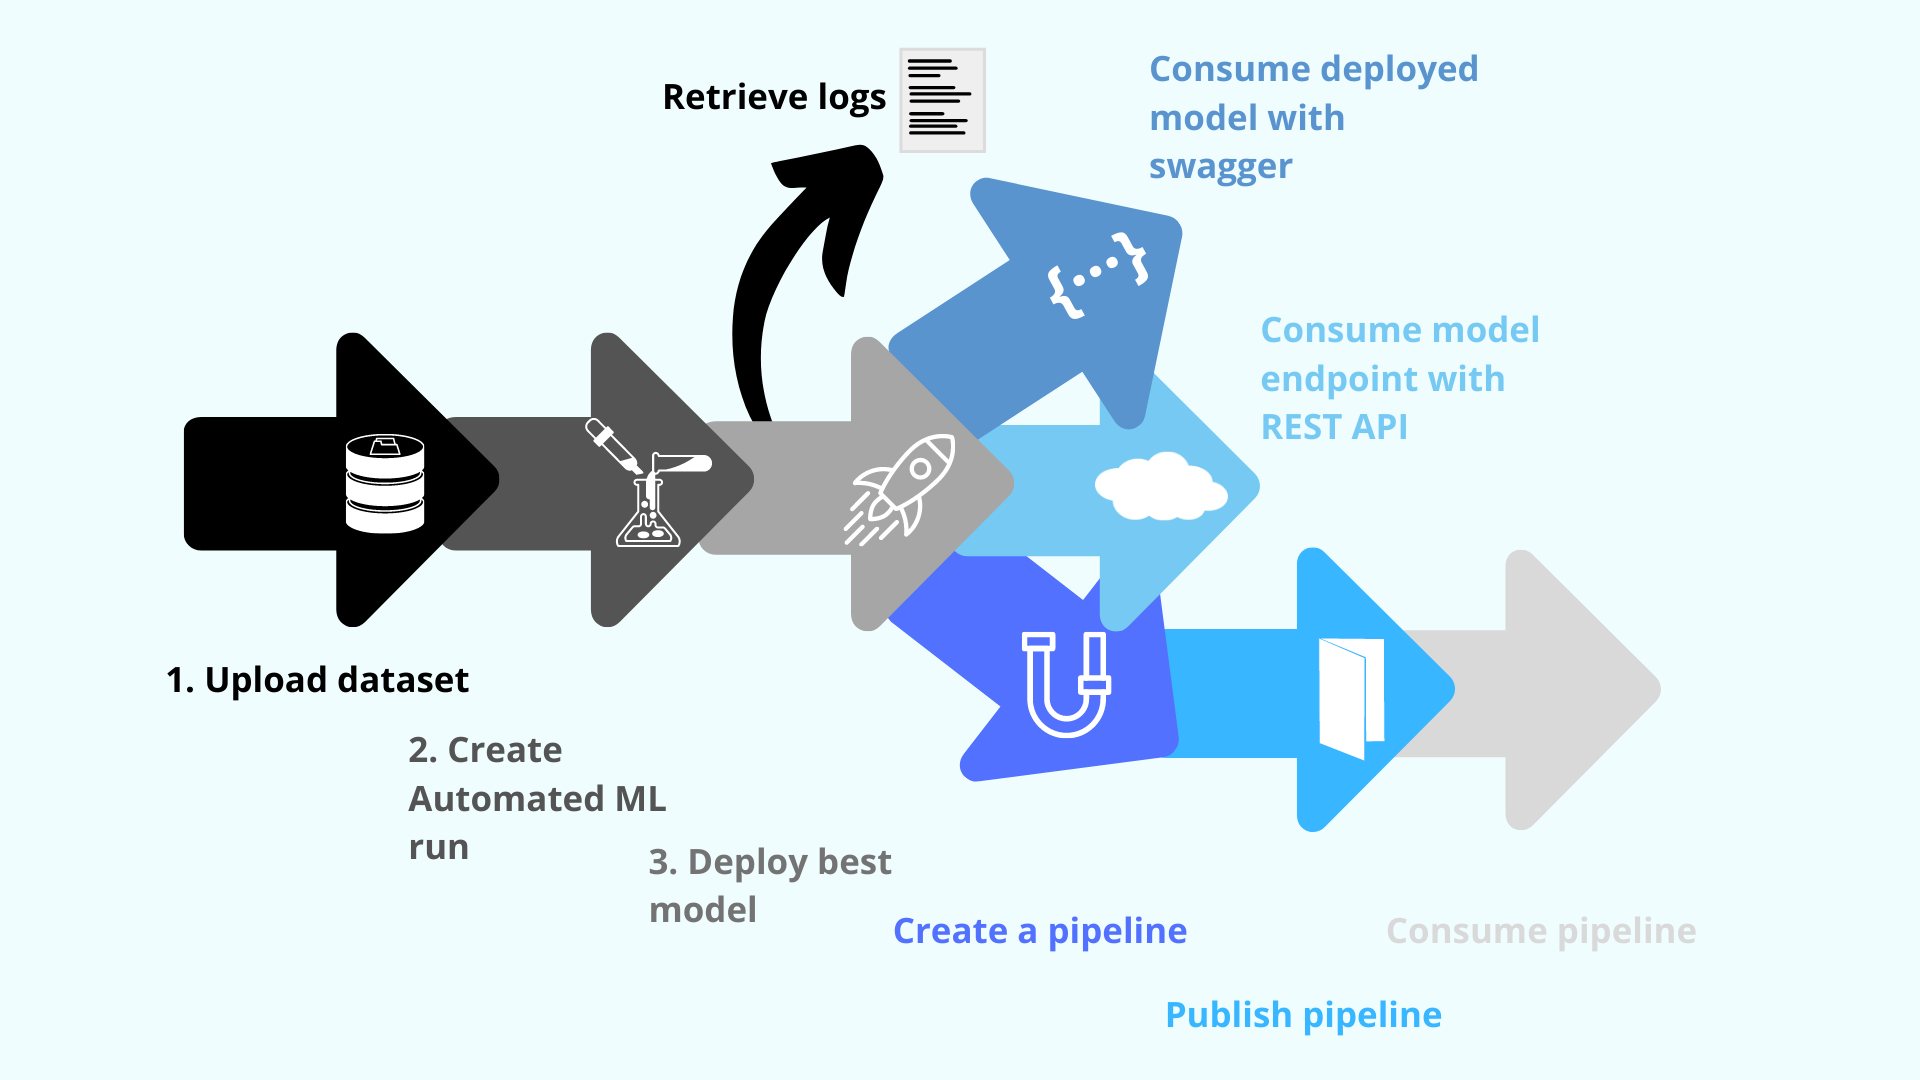 Retrieve logs
Consume deployed
model with
swagger
Consume model
endpoint with
REST API
1. Upload dataset
2. Create
Automated ML
run
3. Deploy best
model
Create a pipeline
Consume pipeline
Publish pipeline